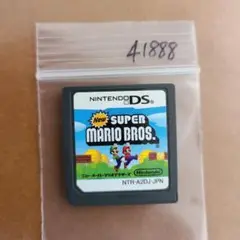 41888
NINTENDO DS
New SUPER
MARIO BROS.
ニュー・スーパーマリオブラザーズ
Nintendo
NTR-A2DJ-JPN